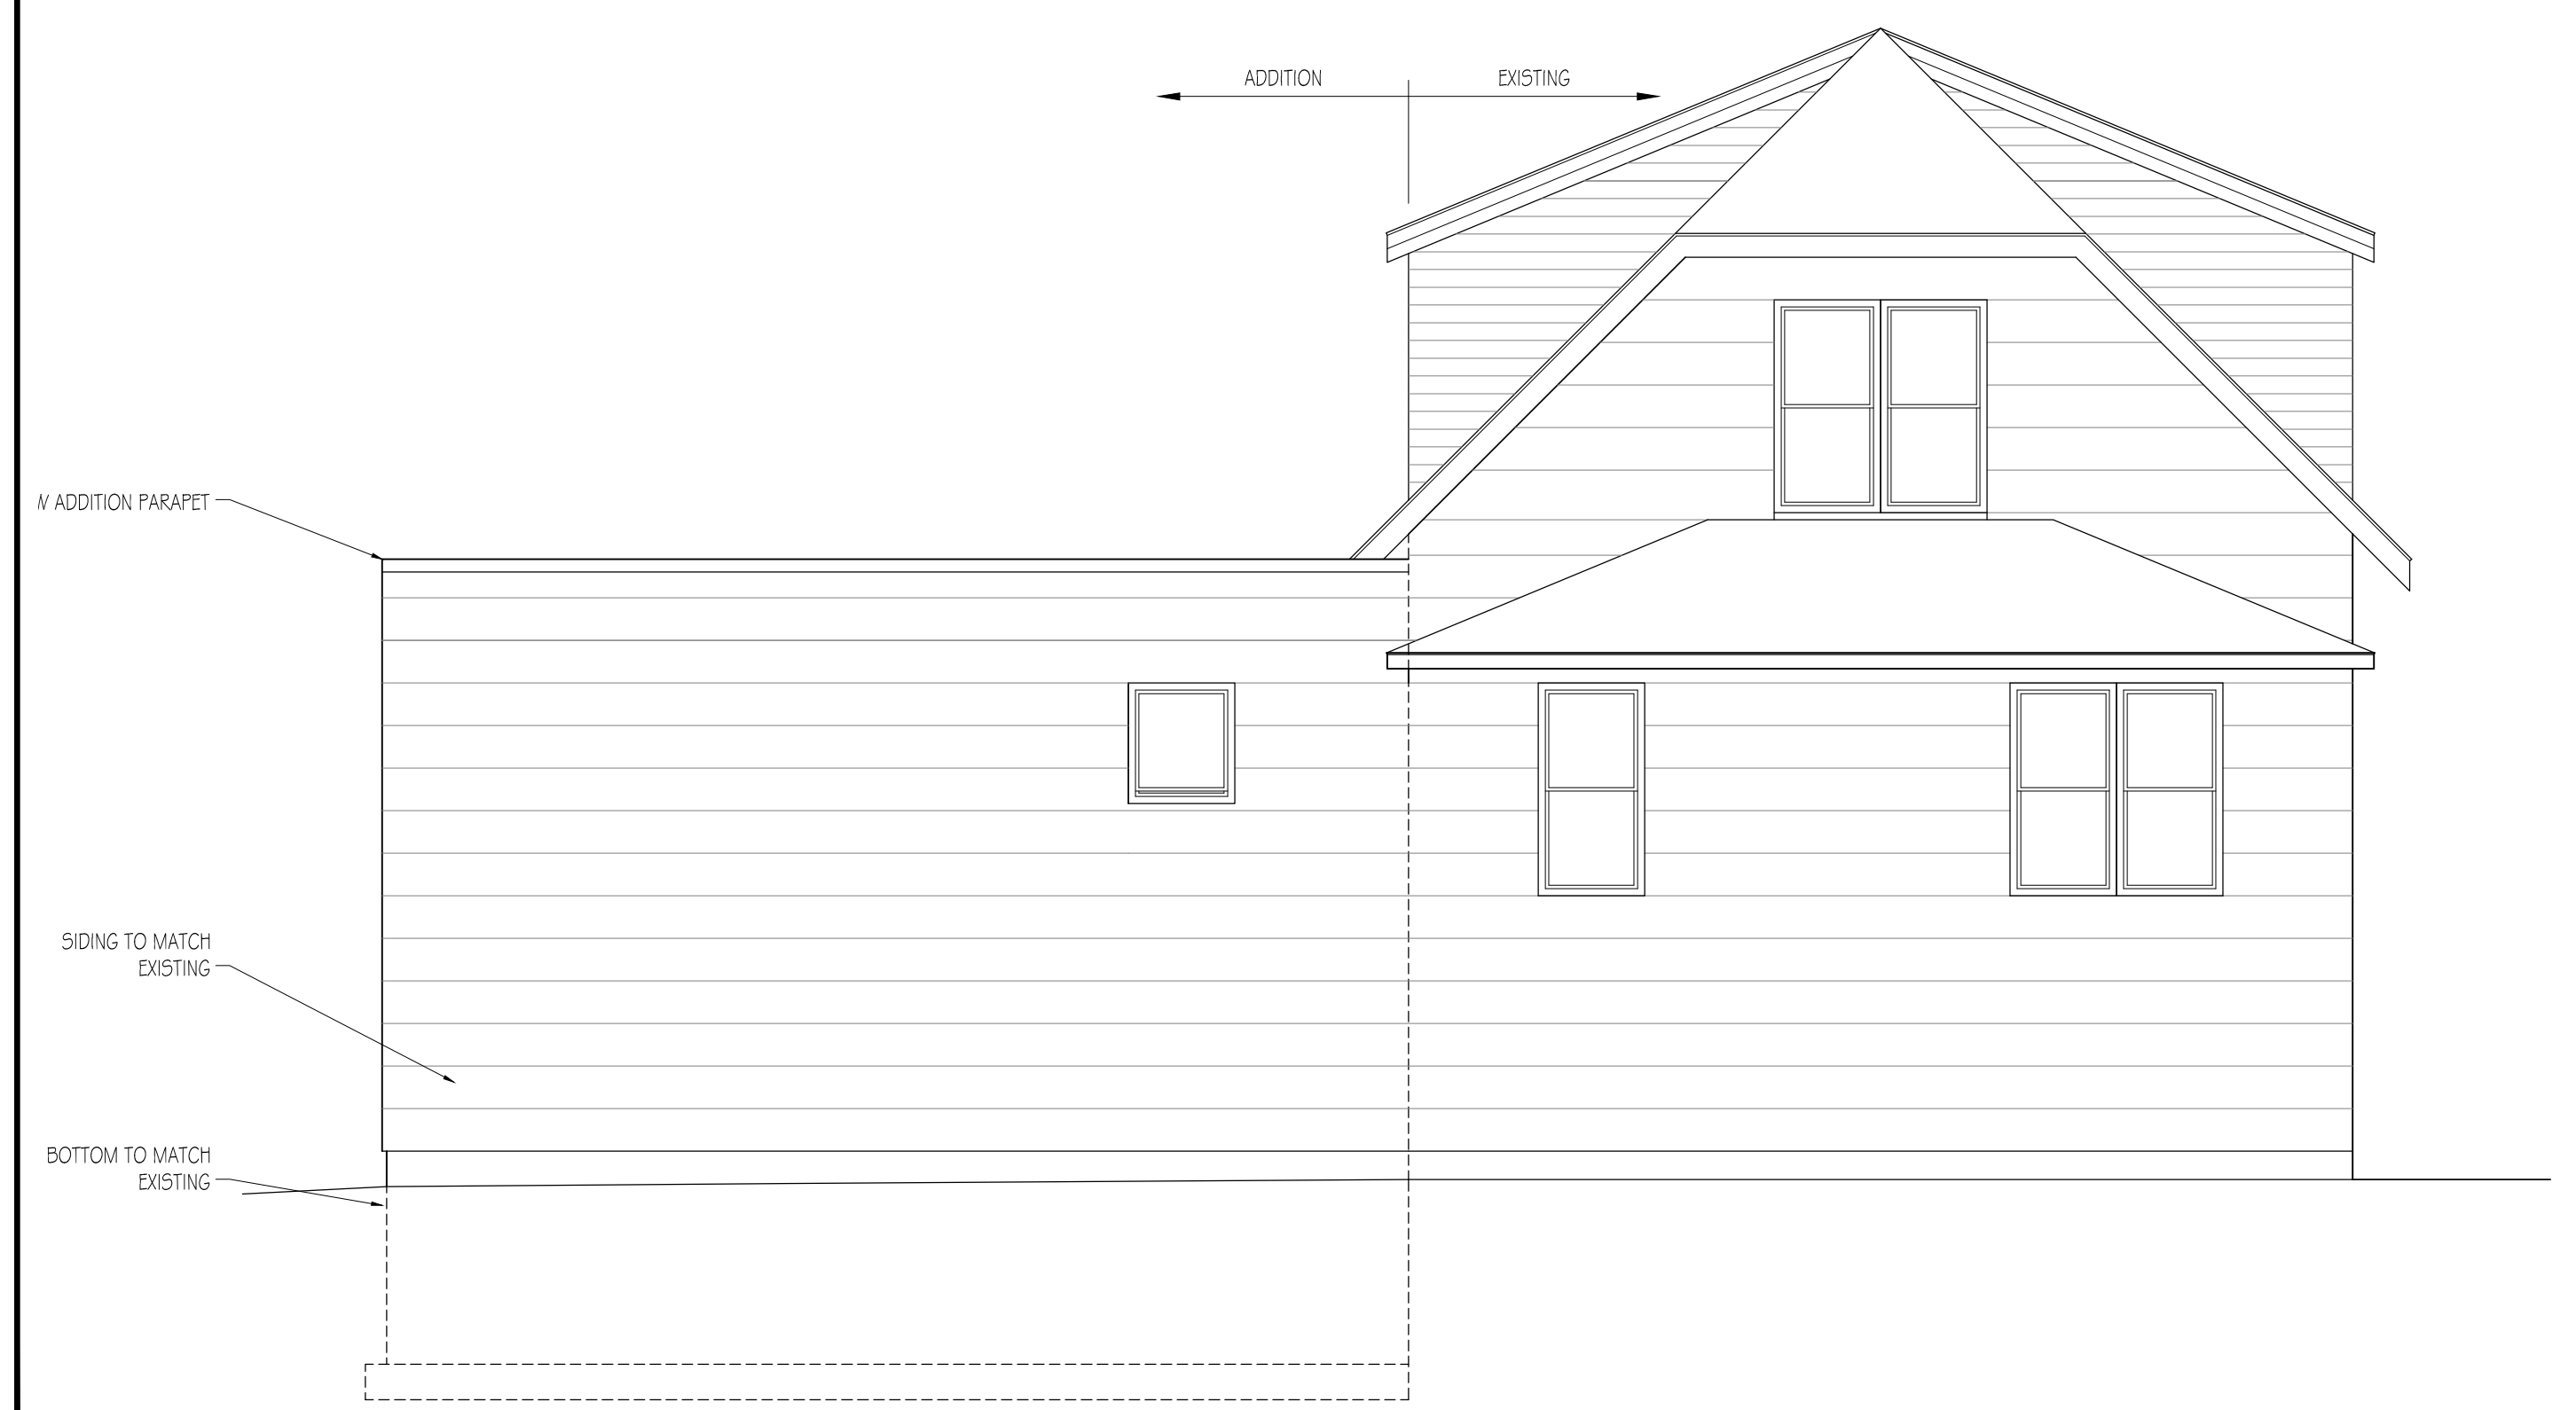 ADDITION
EXISTING
ADDITION PARAPET
SIDING TO MATCH
EXISTING
BOTTOM TO MATCH
EXISTING